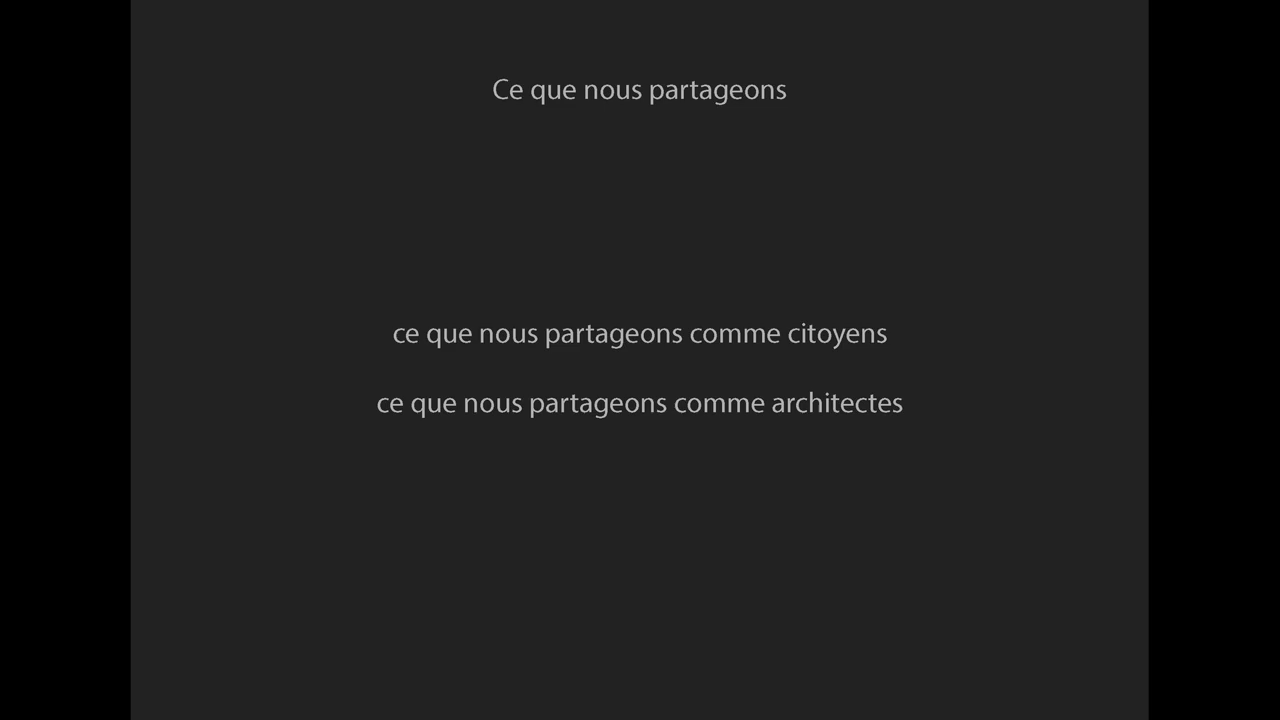 Ce que nous partageons
ce que nous partageons comme citoyens
ce que nous partageons comme architectes